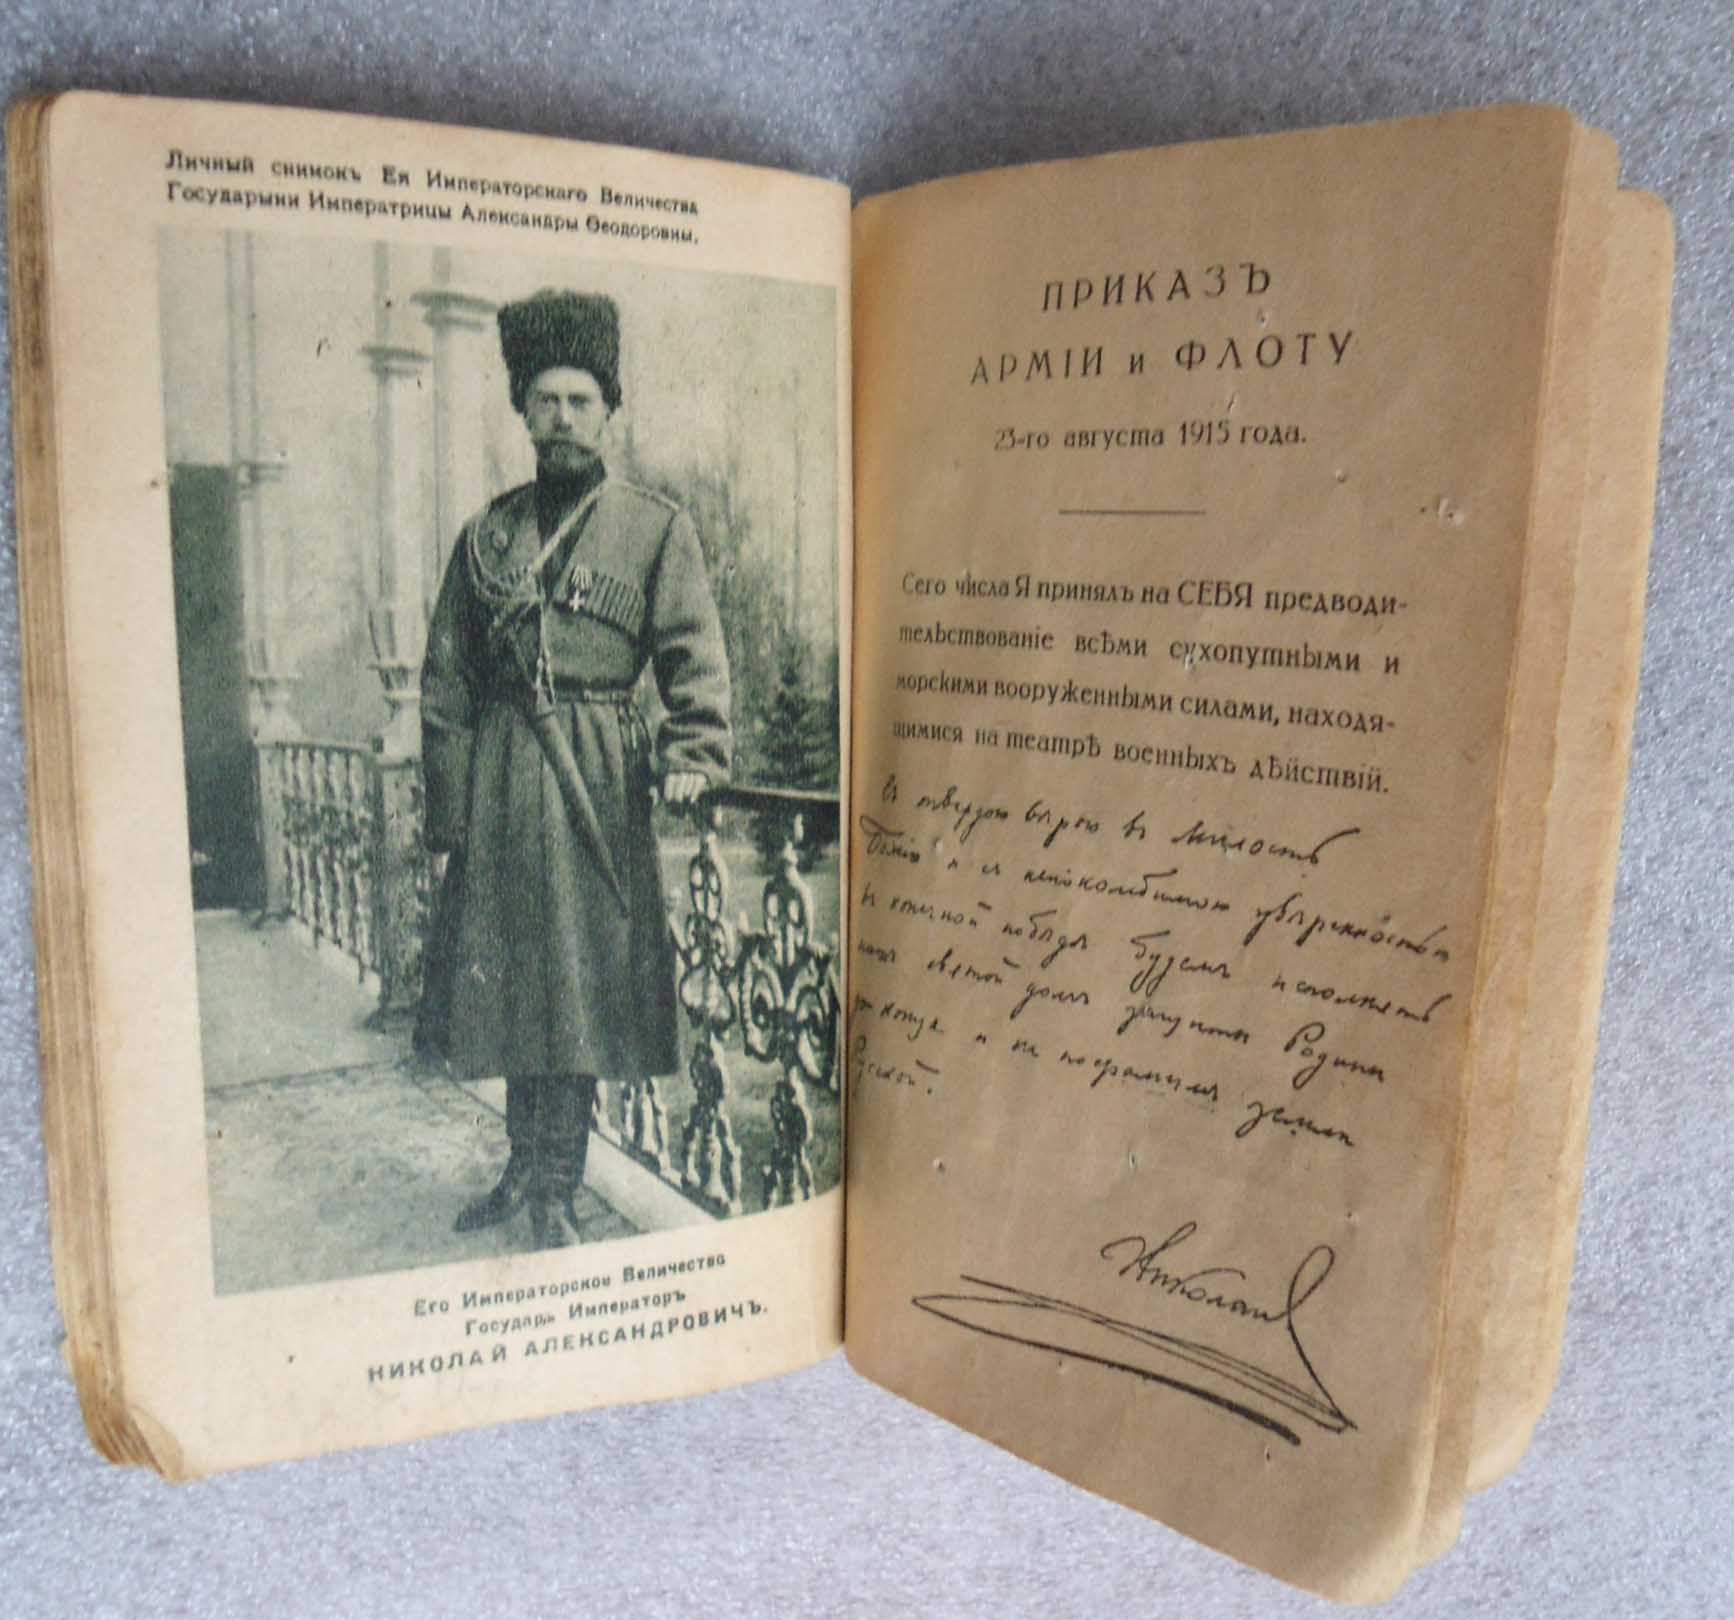 Личный снимокъ Ея Императорскаго Величества
Государыни Императрицы Александры Ѳеодоровны.
Его Императорское Величество
Государь Императоръ
НИКОЛАЙ АЛЕКСАНДРОВИЧЪ.
ПРИКАЗЪ
АРМІИ и ФЛОТУ
23-го августа 1915 года.
Сего числа Я принялъ на СЕБЯ предводи-
тельствованіе всѣми сухопутными и
морскими вооруженными силами, находя-
щимися на театрѣ военныхъ дѣйствій.
Съ твердою вѣрою въ милость
Божію и съ непоколебимою увѣренностью
въ конечной побѣдѣ будемъ исполнять
нашъ святой долгъ защиты Родины
до конца и не посрамимъ земли
Русской.
Николай